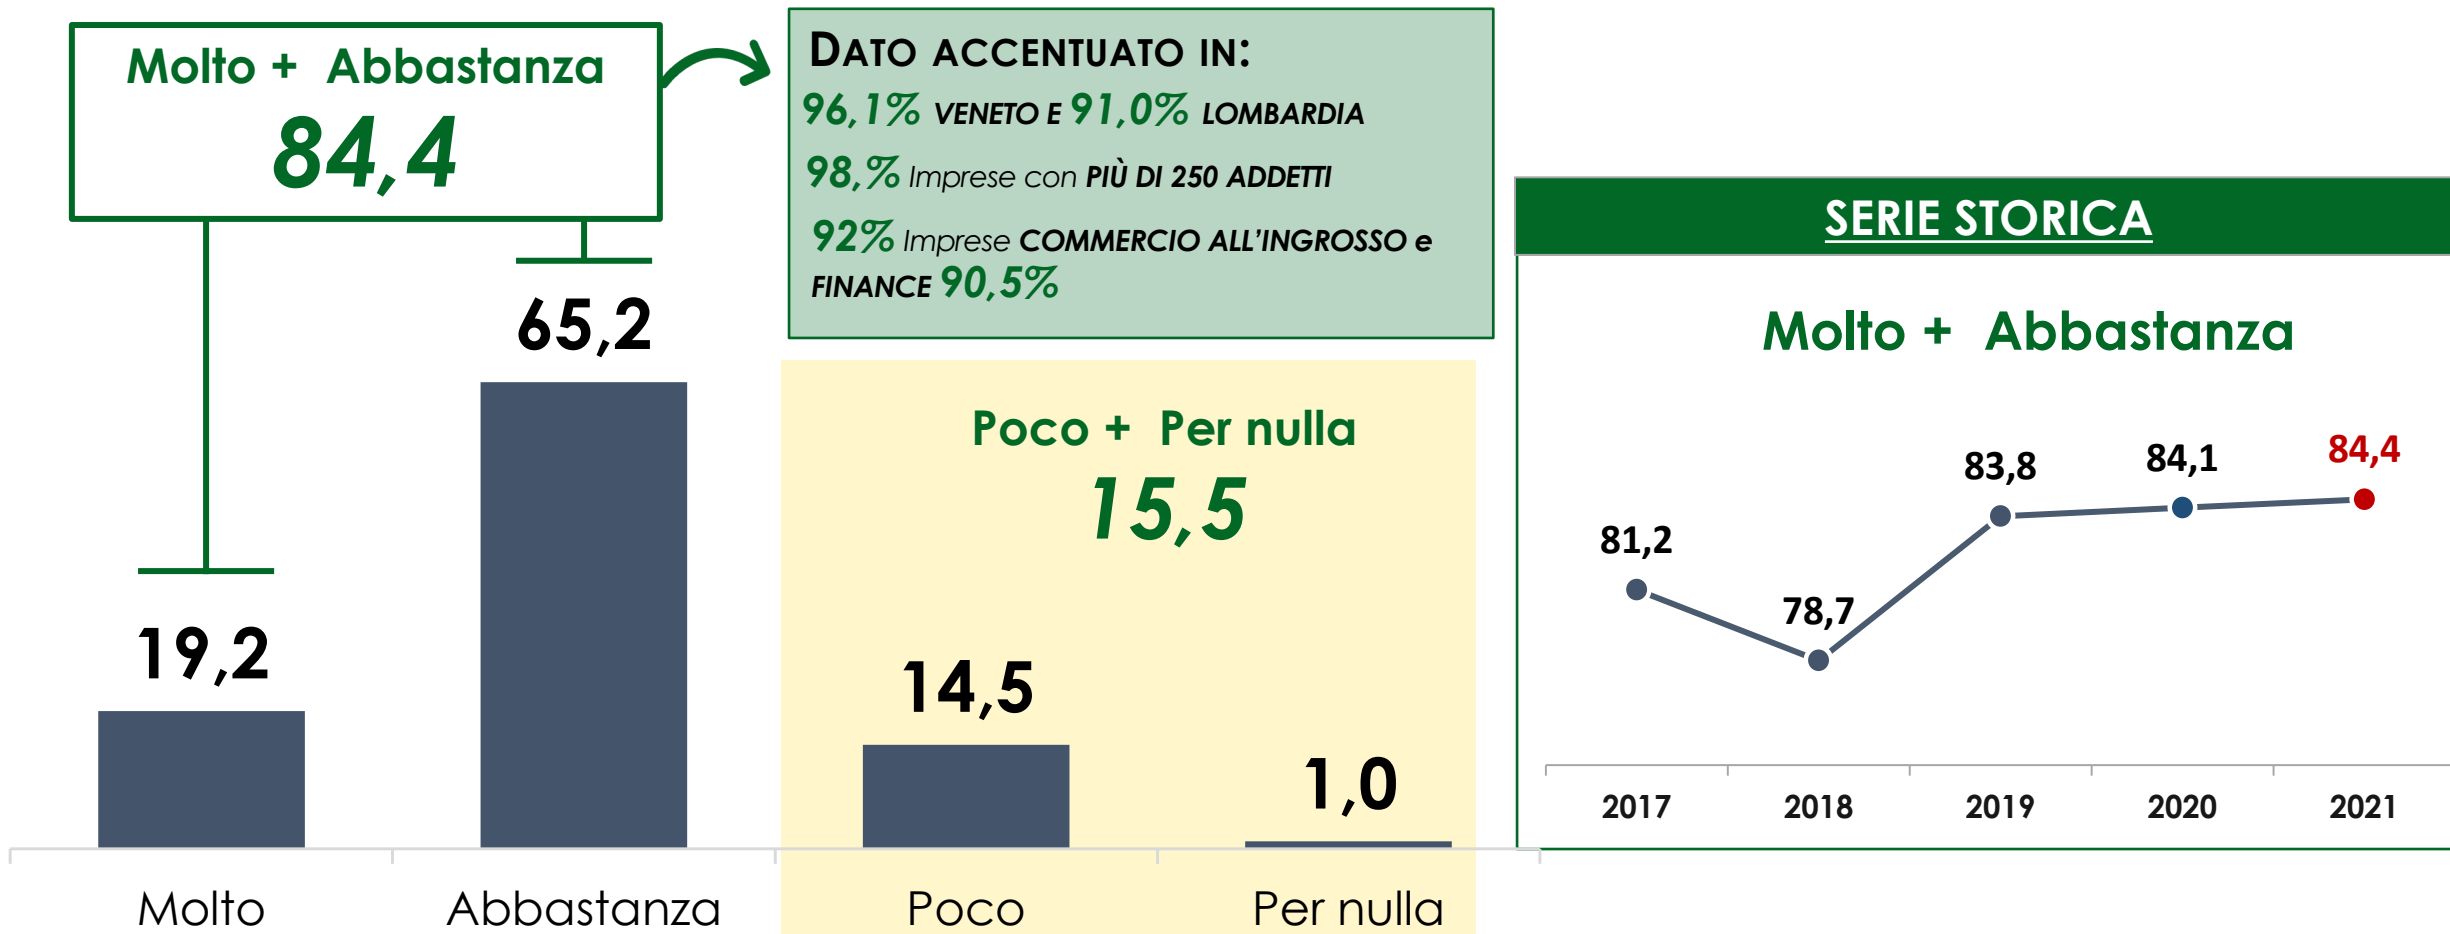 Molto + Abbastanza
84,4
DATO ACCENTUATO IN:
96,1% VENETO E 91,0% LOMBARDIA
98,% Imprese con PIÙ DI 250 ADDETTI
92% Imprese COMMERCIO ALL'INGROSSO e
FINANCE 90,5%
65,2
19,2
Poco + Per nulla
15,5
14,5
1,0
Molto
Abbastanza
Poco
Per nulla
SERIE STORICA
Molto + Abbastanza
81,2
78,7
83,8
84,1
84,4
2017
2018
2019
2020
2021